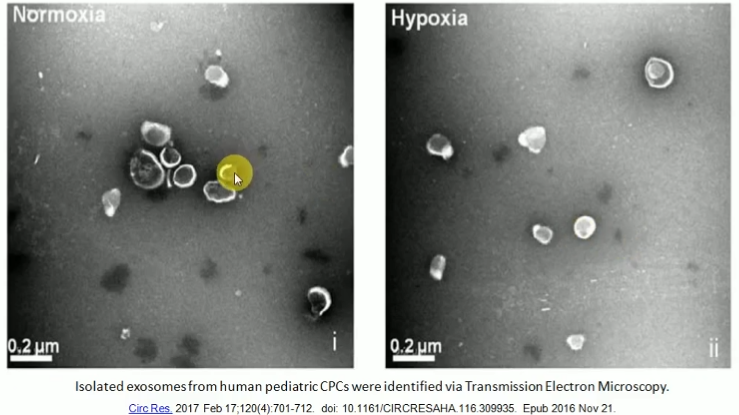 Normoxia
Hypoxia
0.2 µm
i
0.2 µm
ii
Isolated exosomes from human pediatric CPCs were identified via Transmission Electron Microscopy.
Circ Res. 2017 Feb 17;120(4):701-712. doi: 10.1161/CIRCRESAHA.116.309935. Epub 2016 Nov 21.